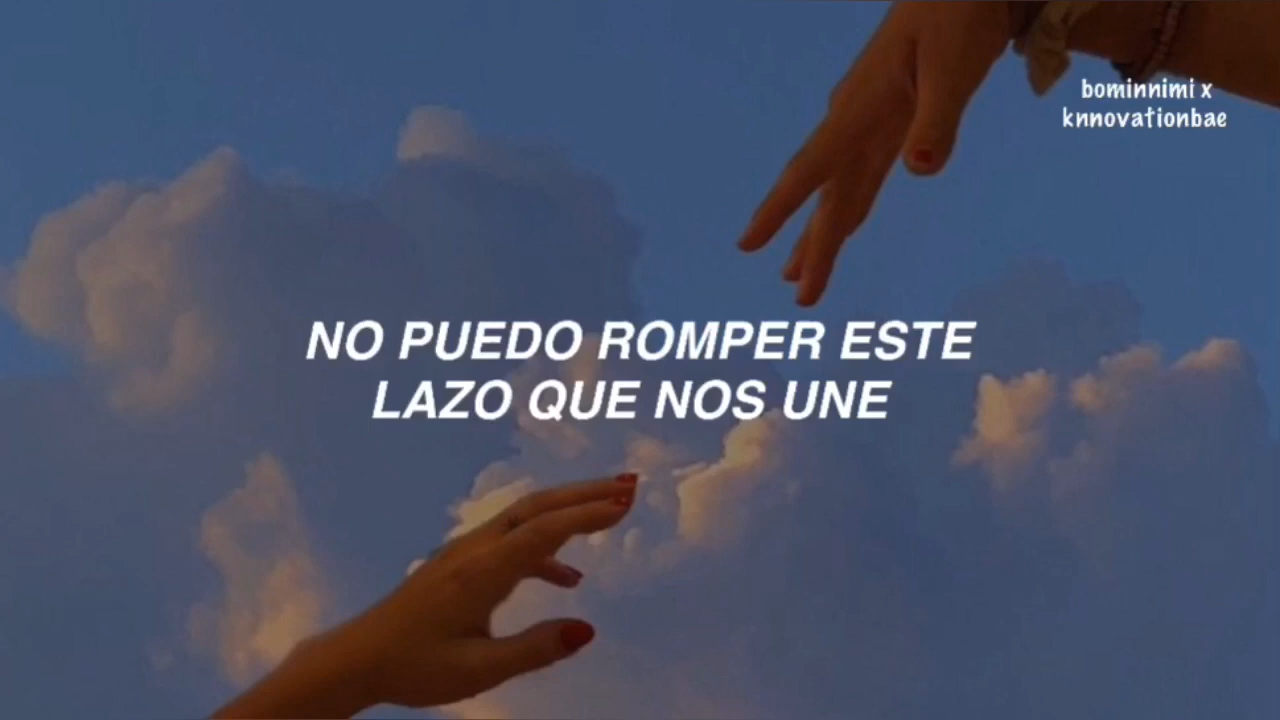 bominnimi x
knnovationbae
NO PUEDO ROMPER ESTE
LAZO QUE NOS UNE